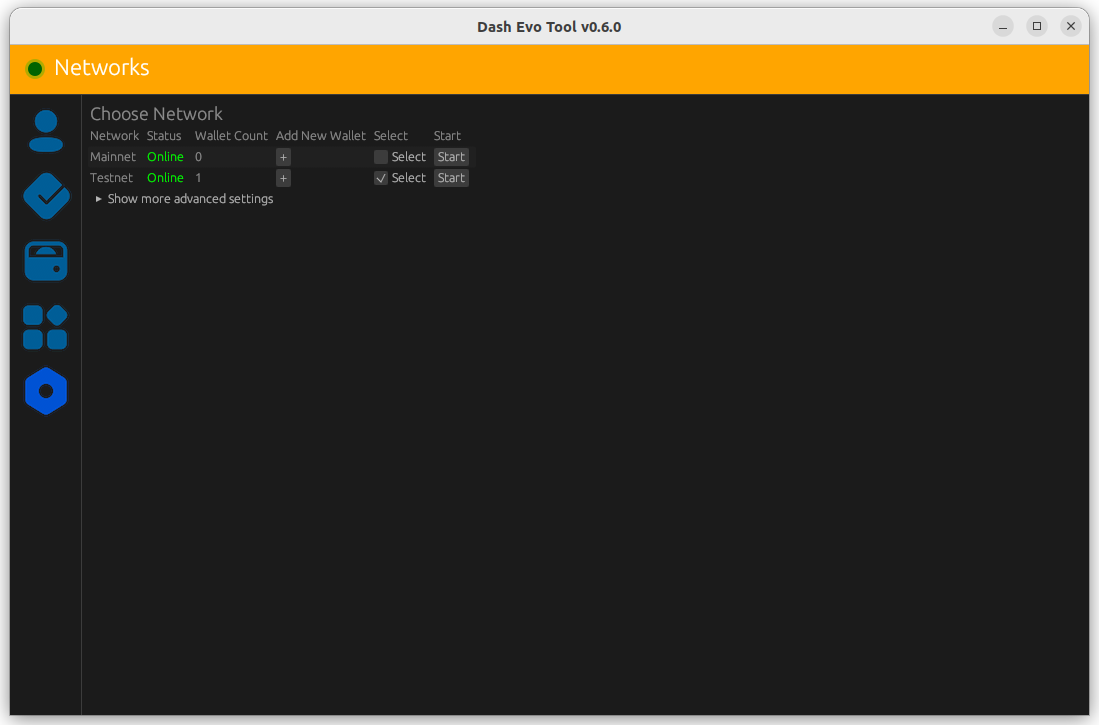 Dash Evo Tool v0.6.0
Networks
Choose Network
Network Status Wallet Count Add New Wallet Select Start
Mainnet Online 0 + Select Start
Testnet Online 1 + Select Start
Show more advanced settings